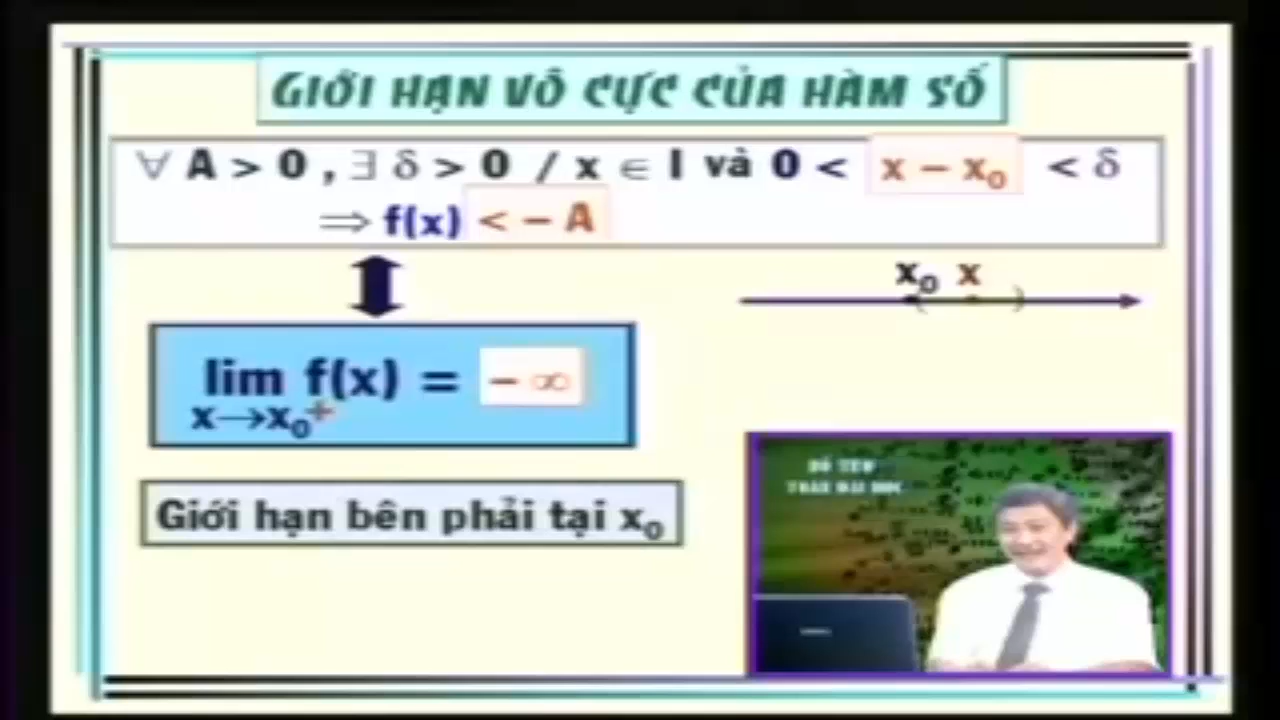 GIỚI HẠN VÔ CỰC CỦA HÀM SỐ
∀ A > 0 , ∃ δ > 0 / x ∈ I và 0 < x – x₀ < δ
⇒ f(x) < – A
x₀ x
lim f(x) = – ∞
x→x₀⁺
Giới hạn bên phải tại x₀